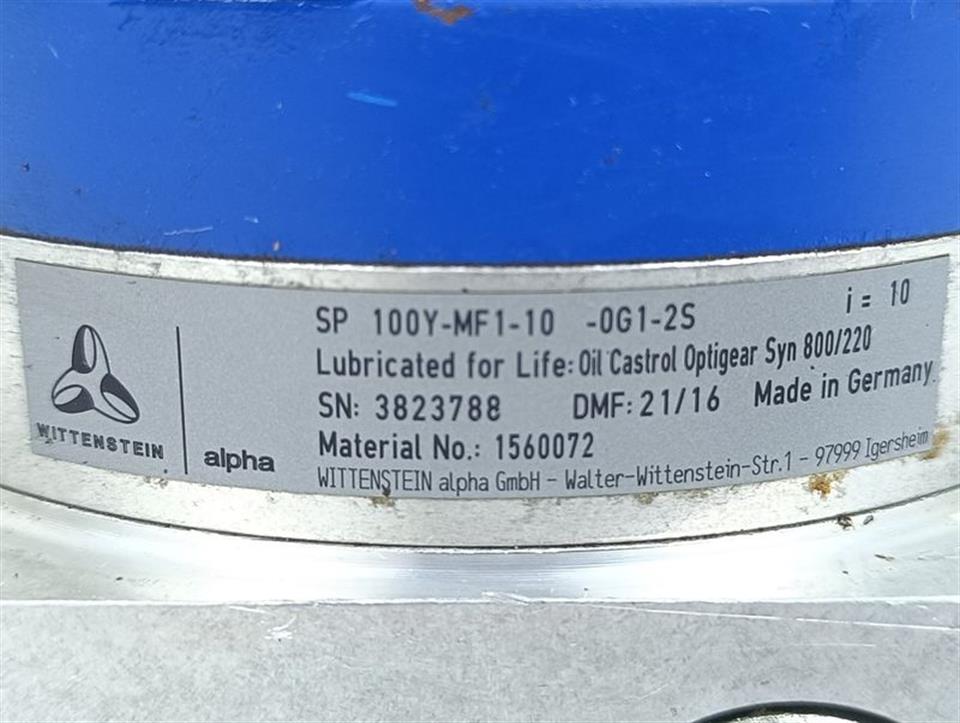 SP 100Y-MF1-10 -0G1-2S i = 10
Lubricated for Life: Oil Castrol Optigear Syn 800/220
SN: 3823788 DMF: 21/16 Made in Germany
Material No.: 1560072
WITTENSTEIN alpha GmbH - Walter-Wittenstein-Str.1 - 97999 Igersheim
WITTENSTEIN
alpha